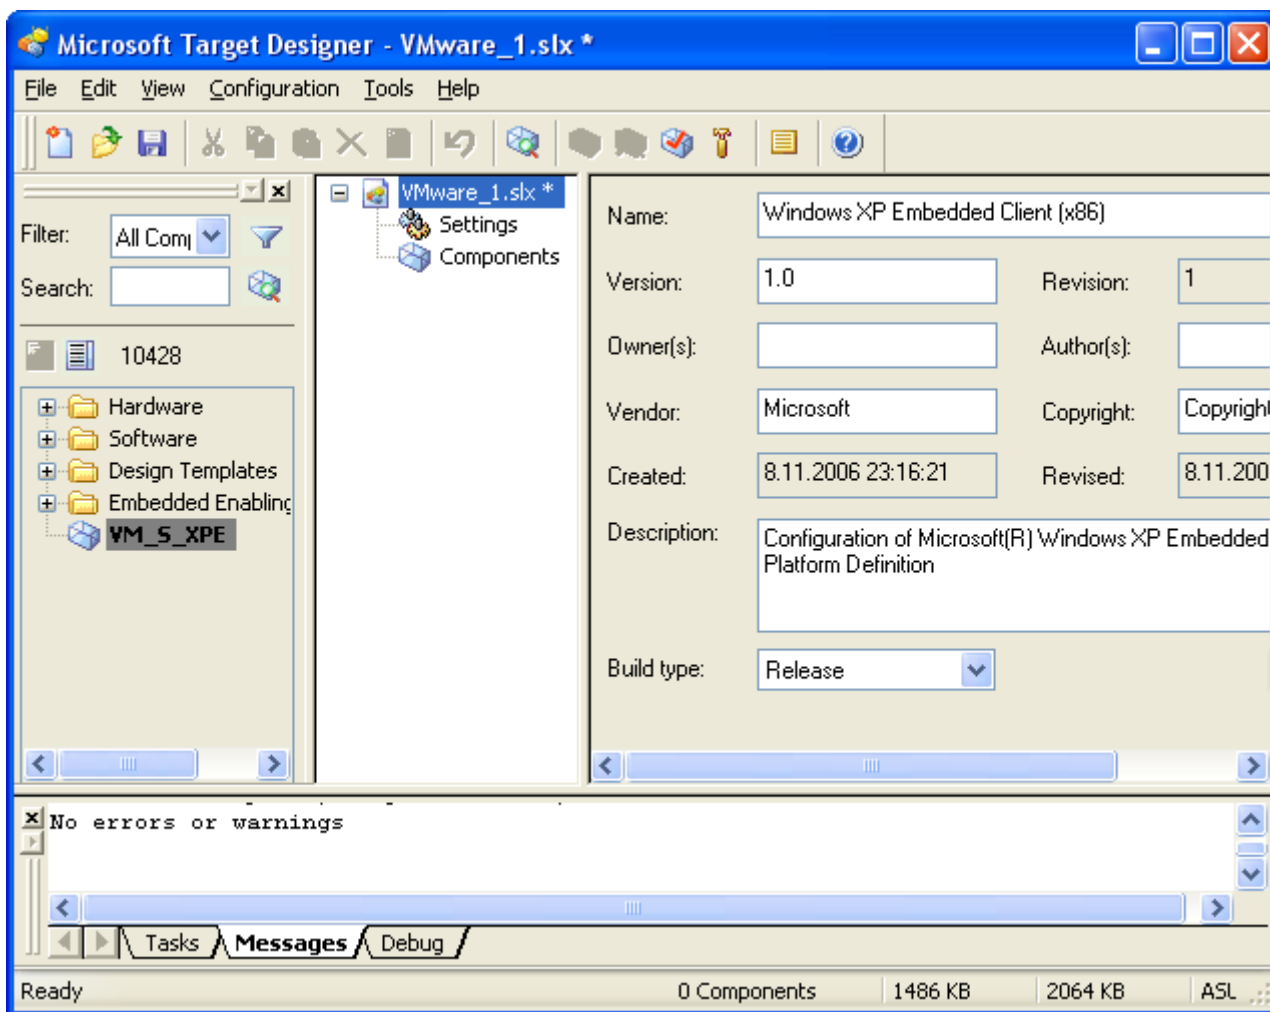 Microsoft Target Designer - VMware_1.slx *
File Edit View Configuration Tools Help
Filter: All Comp
Search:
10428
Hardware
Software
Design Templates
Embedded Enabling
VM_S_XPE
VMware_1.slx *
Settings
Components
Name: Windows XP Embedded Client (x86)
Version: 1.0 Revision: 1
Owner(s): Author(s):
Vendor: Microsoft Copyright: Copyright
Created: 8.11.2006 23:16:21 Revised: 8.11.200
Description: Configuration of Microsoft(R) Windows XP Embedded
Platform Definition
Build type: Release
No errors or warnings
Tasks Messages Debug
Ready 0 Components 1486 KB 2064 KB ASL